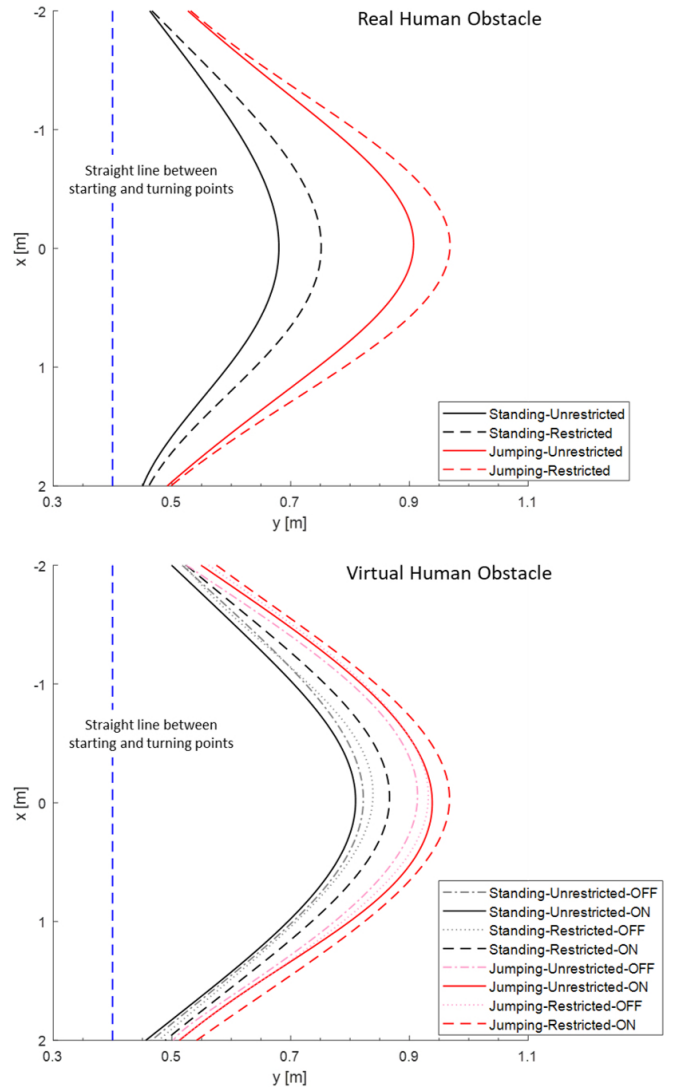 Real Human Obstacle
-2
-1
0
1
2
x [m]
Straight line between
starting and turning points
Standing-Unrestricted
Standing-Restricted
Jumping-Unrestricted
Jumping-Restricted
0.3 0.5 0.7 0.9 1.1
y [m]
Virtual Human Obstacle
-2
-1
0
1
2
x [m]
Straight line between
starting and turning points
Standing-Unrestricted-OFF
Standing-Unrestricted-ON
Standing-Restricted-OFF
Standing-Restricted-ON
Jumping-Unrestricted-OFF
Jumping-Unrestricted-ON
Jumping-Restricted-OFF
Jumping-Restricted-ON
0.3 0.5 0.7 0.9 1.1
y [m]